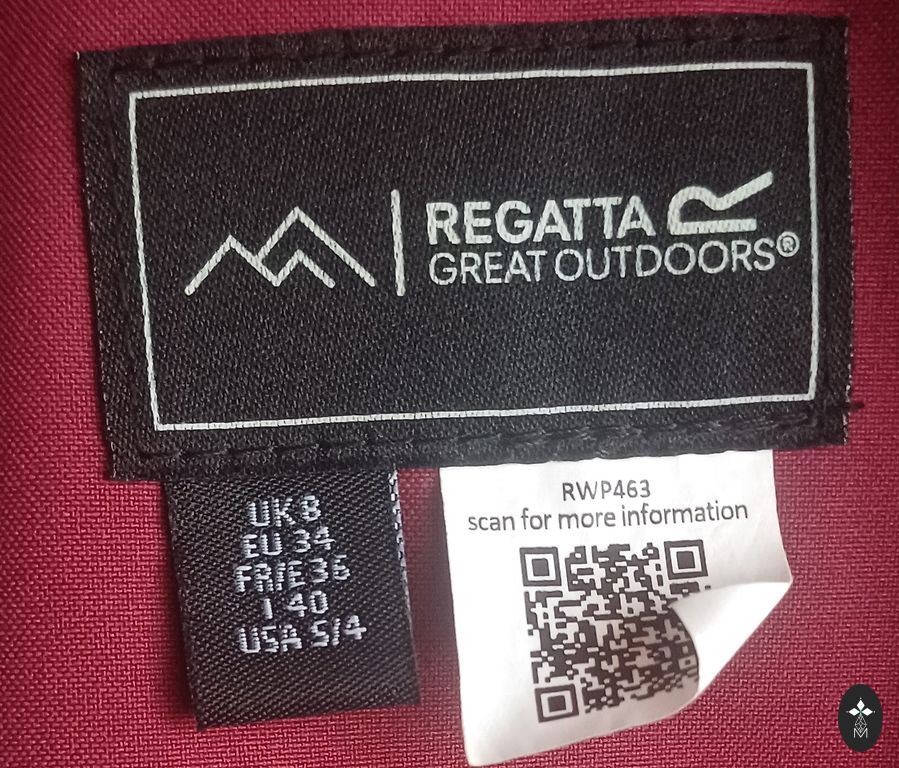 REGATTA
GREAT OUTDOORS®
UK 8
EU 34
FR/E 36
I 40
USA S/4
RWP463
scan for more information
M